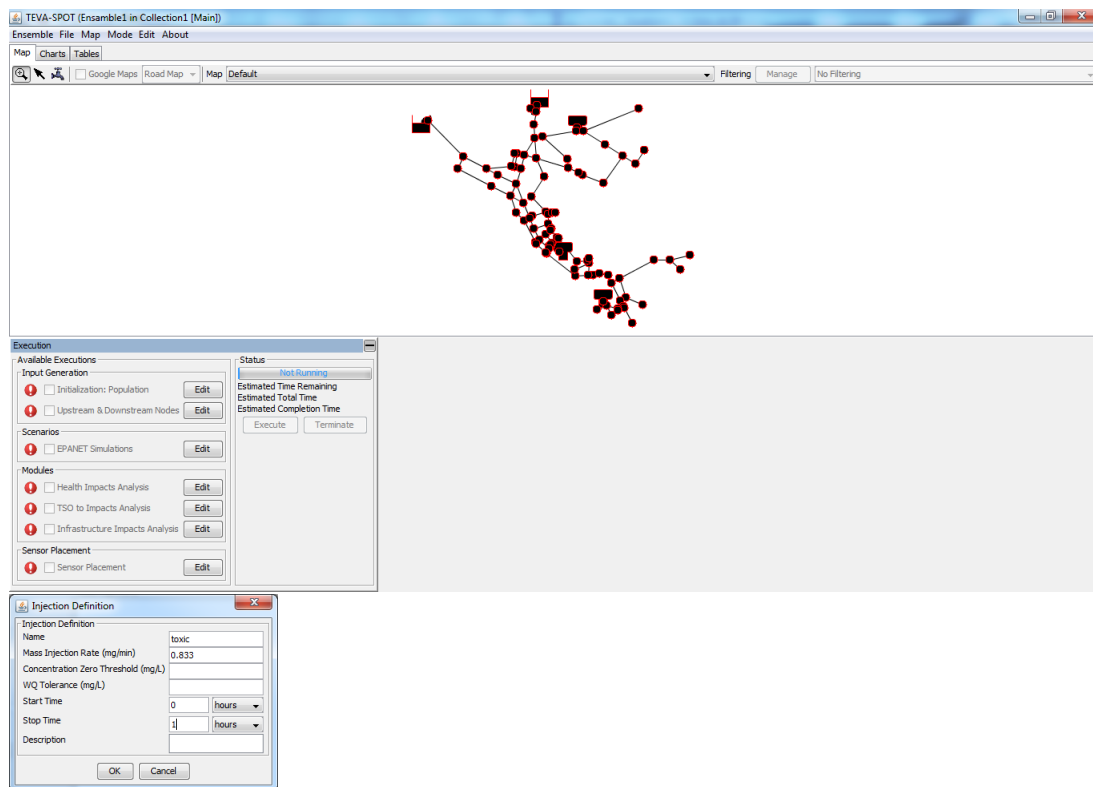 TEVA-SPOT (Ensamble1 in Collection1 [Main])
Ensemble File Map Mode Edit About
Map Charts Tables
Google Maps Road Map Map Default Filtering Manage No Filtering
Execution
Available Executions
Input Generation
Initialization: Population Edit
Upstream & Downstream Nodes Edit
Scenarios
EPANET Simulations Edit
Modules
Health Impacts Analysis Edit
TSO to Impacts Analysis Edit
Infrastructure Impacts Analysis Edit
Sensor Placement
Sensor Placement Edit
Status
Not Running
Estimated Time Remaining
Estimated Total Time
Estimated Completion Time
Execute Terminate
Injection Definition
Injection Definition
Name toxic
Mass Injection Rate (mg/min) 0.833
Concentration Zero Threshold (mg/L)
WQ Tolerance (mg/L)
Start Time 0 hours
Stop Time 1 hours
Description
OK Cancel